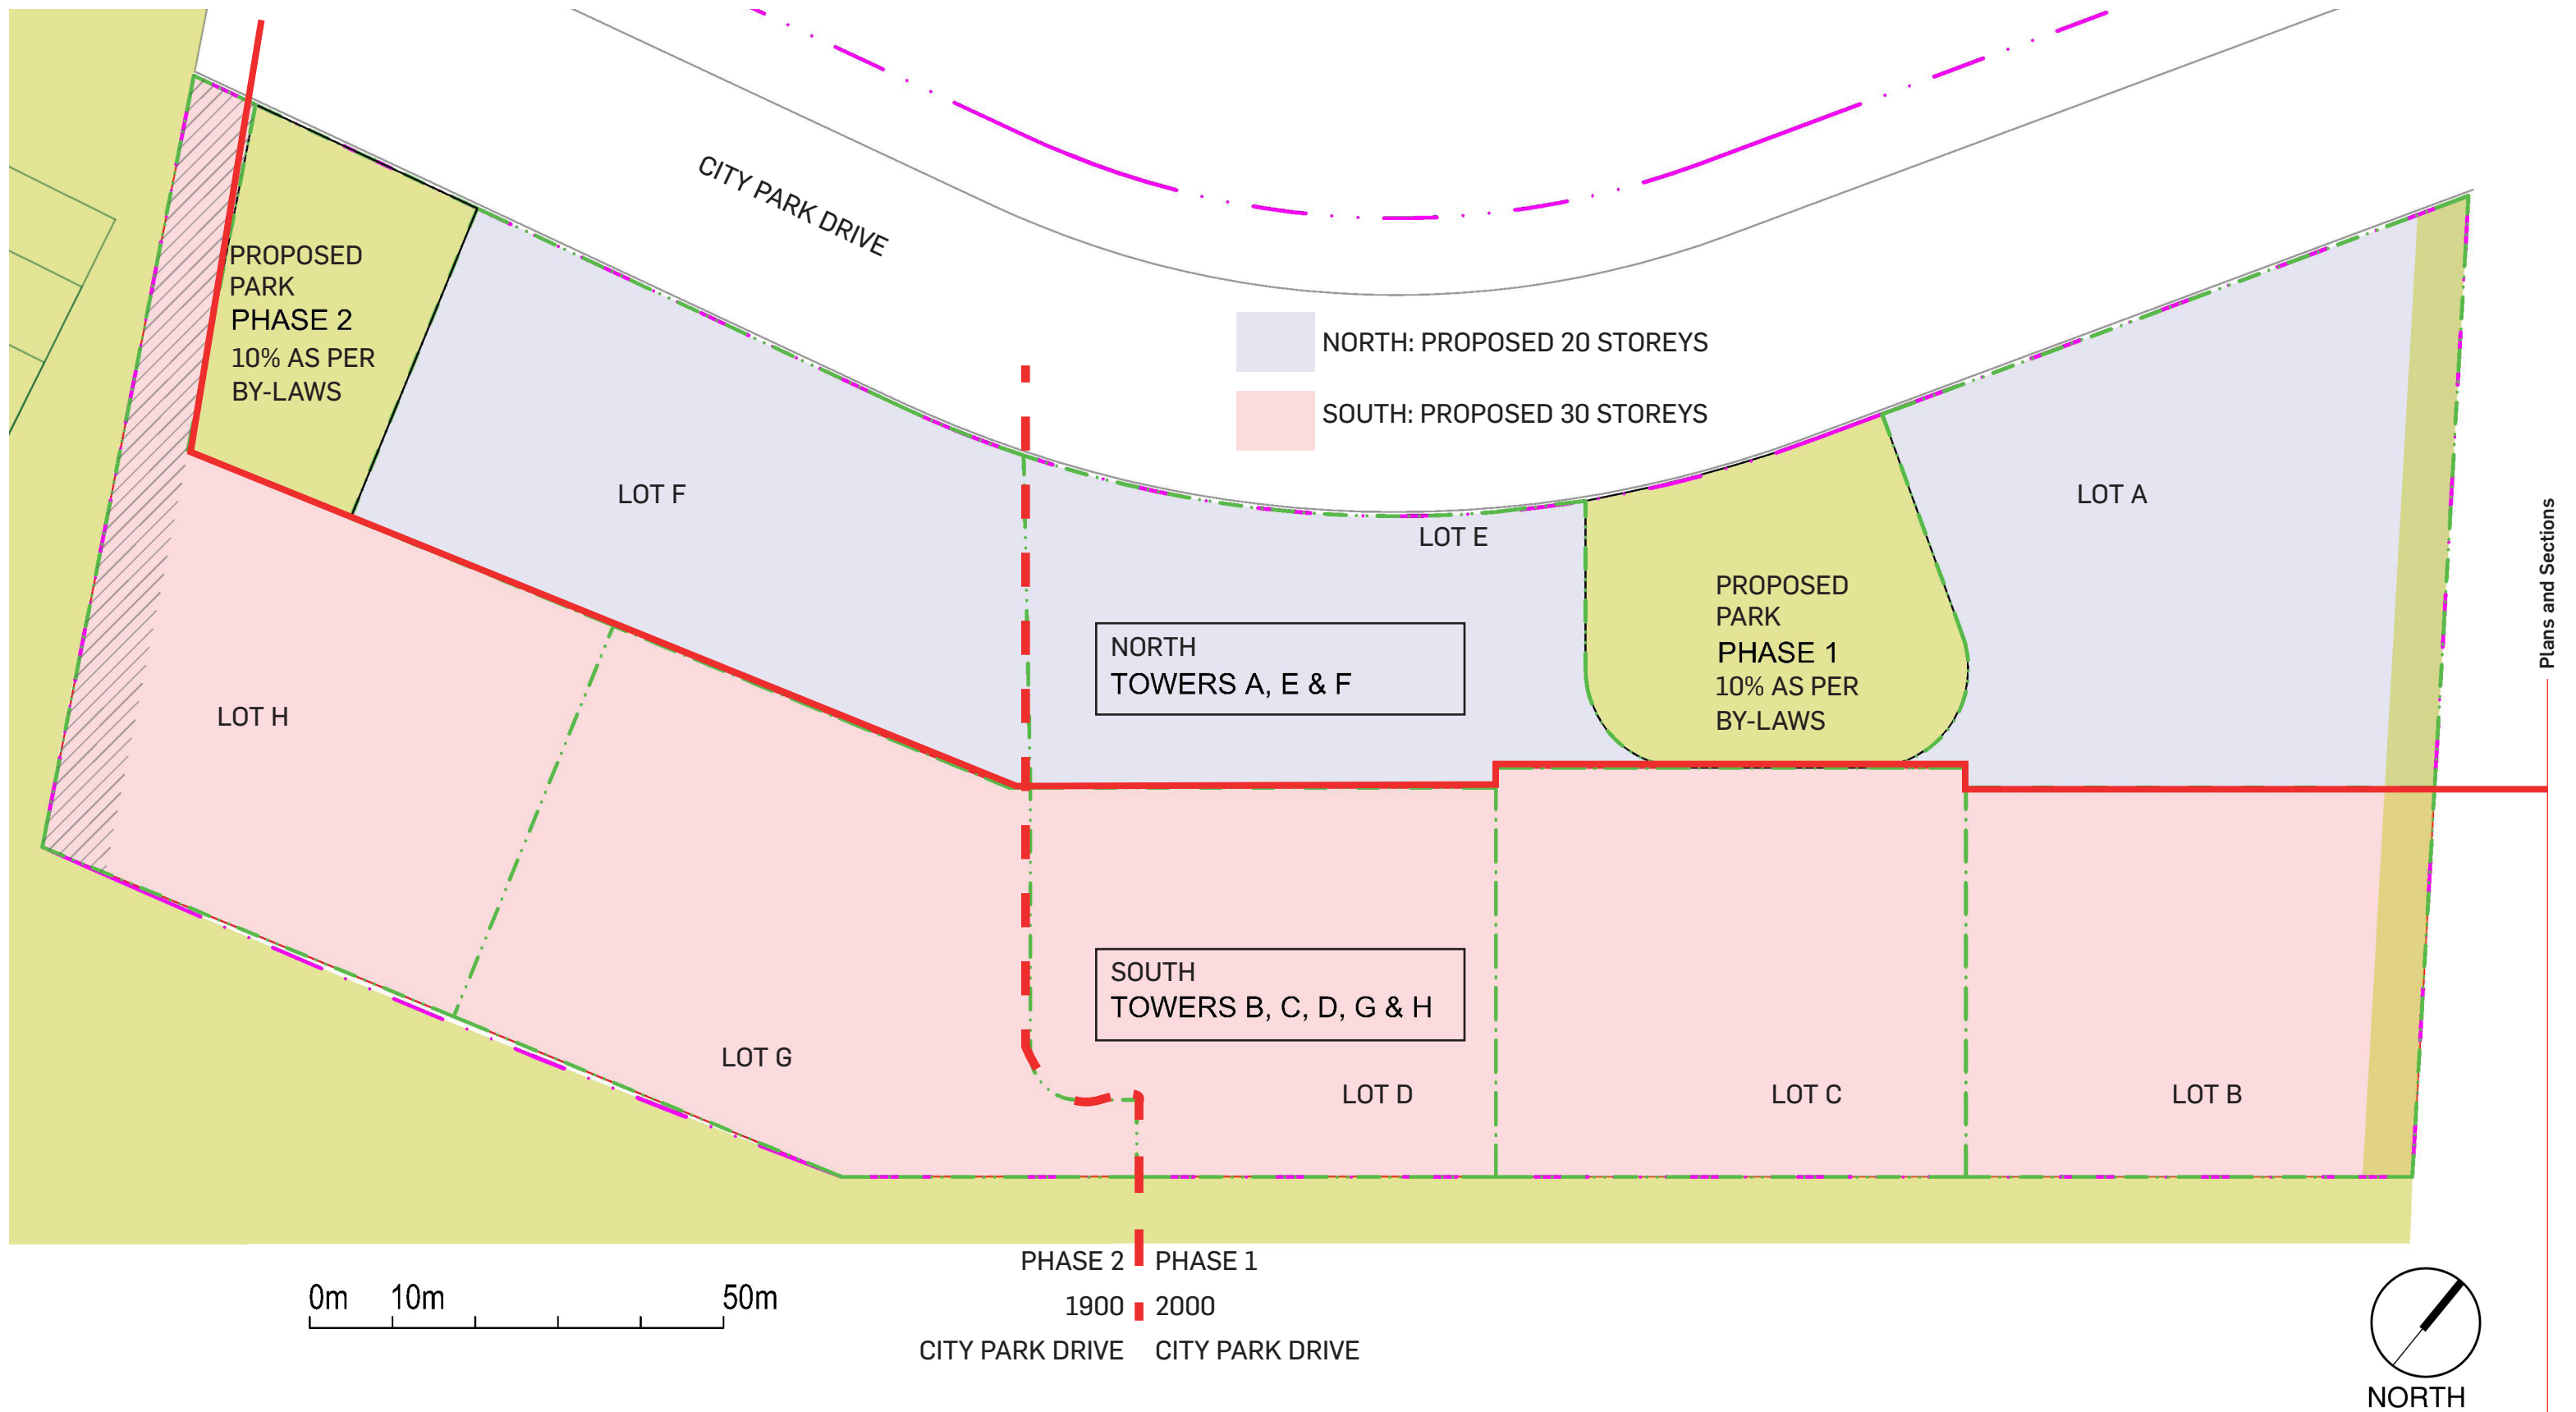 CITY PARK DRIVE
PROPOSED
PARK
PHASE 2
10% AS PER
BY-LAWS
NORTH: PROPOSED 20 STOREYS
SOUTH: PROPOSED 30 STOREYS
LOT F
LOT E
LOT A
PROPOSED
PARK
PHASE 1
10% AS PER
BY-LAWS
NORTH
TOWERS A, E & F
LOT H
SOUTH
TOWERS B, C, D, G & H
LOT G
LOT D
LOT C
LOT B
Plans and Sections
PHASE 2
1900
CITY PARK DRIVE
PHASE 1
2000
CITY PARK DRIVE
0m 10m 50m
NORTH